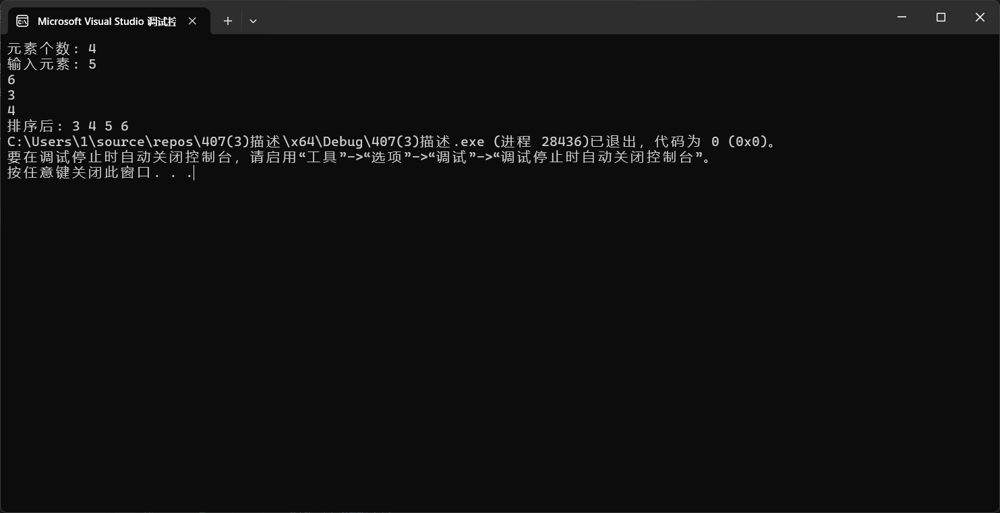 Microsoft Visual Studio 调试控
元素个数: 4
输入元素: 5
6
3
4
排序后: 3 4 5 6
C:\Users\1\source\repos\407(3)描述\x64\Debug\407(3)描述.exe (进程 28436)已退出，代码为 0 (0x0)。
要在调试停止时自动关闭控制台，请启用“工具”->“选项”->“调试”->“调试停止时自动关闭控制台”。
按任意键关闭此窗口. . .